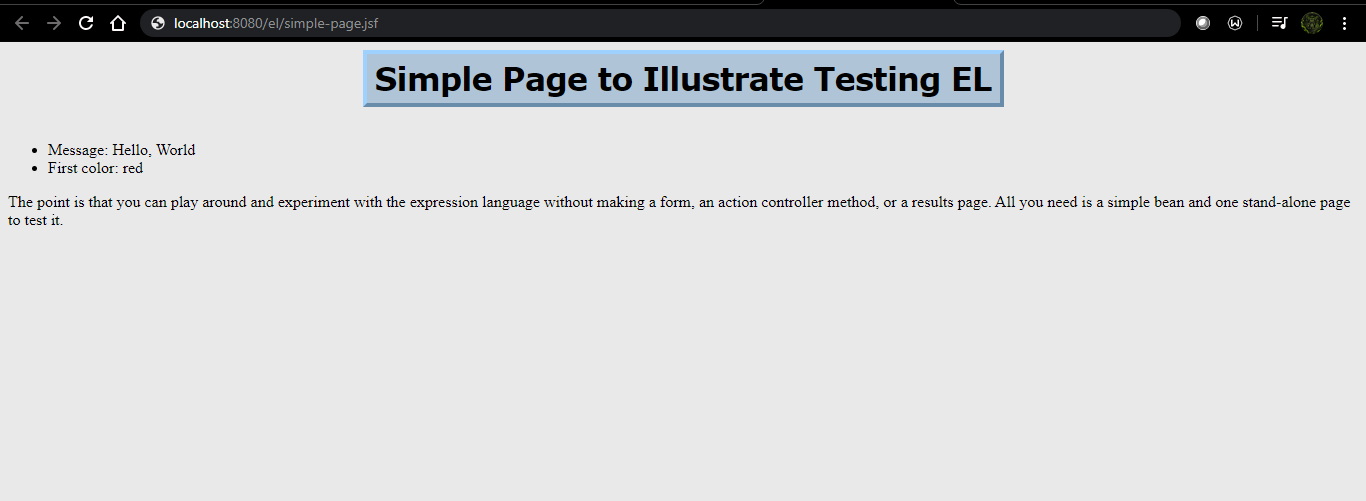 localhost:8080/el/simple-page.jsf
Simple Page to Illustrate Testing EL
Message: Hello, World
First color: red
The point is that you can play around and experiment with the expression language without making a form, an action controller method, or a results page. All you need is a simple bean and one stand-alone page
to test it.